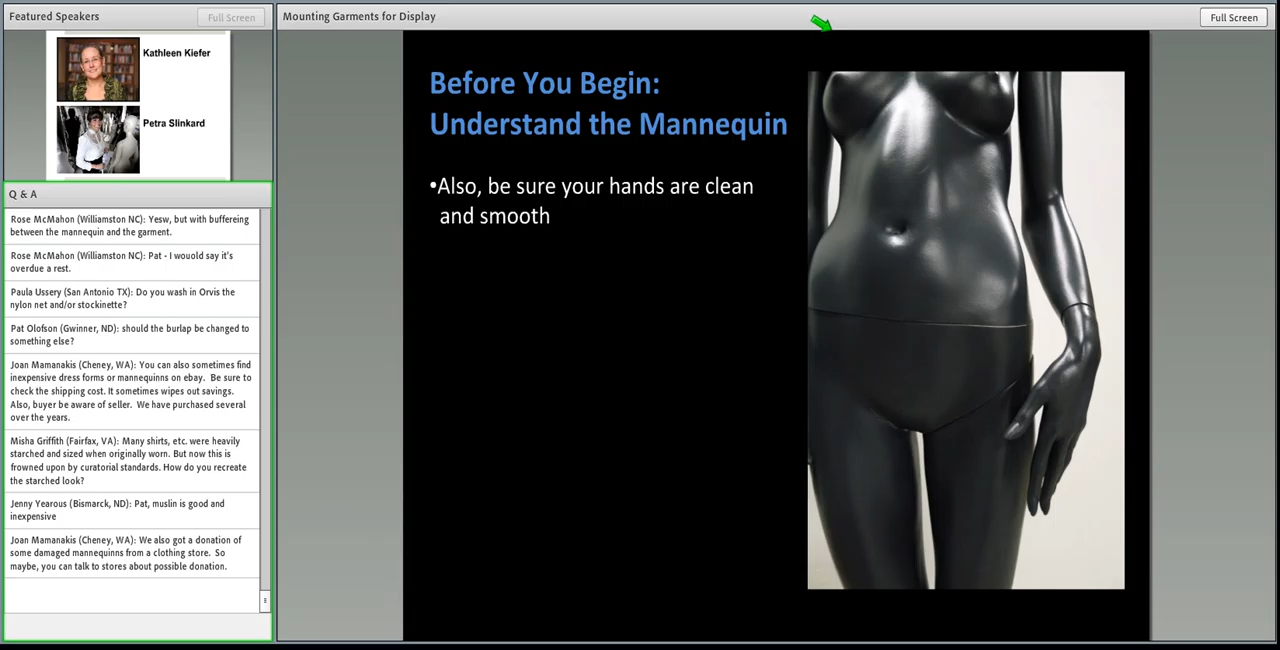 Featured Speakers
Full Screen
Kathleen Kiefer
Petra Slinkard
Q & A
Rose McMahon (Williamston NC): Yesw, but with buffereing
between the mannequin and the garment.
Rose McMahon (Williamston NC): Pat - I wouold say it's
overdue a rest.
Paula Ussery (San Antonio TX): Do you wash in Orvis the
nylon net and/or stockinette?
Pat Olofson (Gwinner, ND): should the burlap be changed to
something else?
Joan Mamanakis (Cheney, WA): You can also sometimes find
inexpensive dress forms or mannequinns on ebay. Be sure to
check the shipping cost. It sometimes wipes out savings.
Also, buyer be aware of seller. We have purchased several
over the years.
Misha Griffith (Fairfax, VA): Many shirts, etc. were heavily
starched and sized when originally worn. But now this is
frowned upon by curatorial standards. How do you recreate
the starched look?
Jenny Yearous (Bismarck, ND): Pat, muslin is good and
inexpensive
Joan Mamanakis (Cheney, WA): We also got a donation of
some damaged mannequinns from a clothing store. So
maybe, you can talk to stores about possible donation.
Mounting Garments for Display
Full Screen
Before You Begin:
Understand the Mannequin
•Also, be sure your hands are clean
and smooth